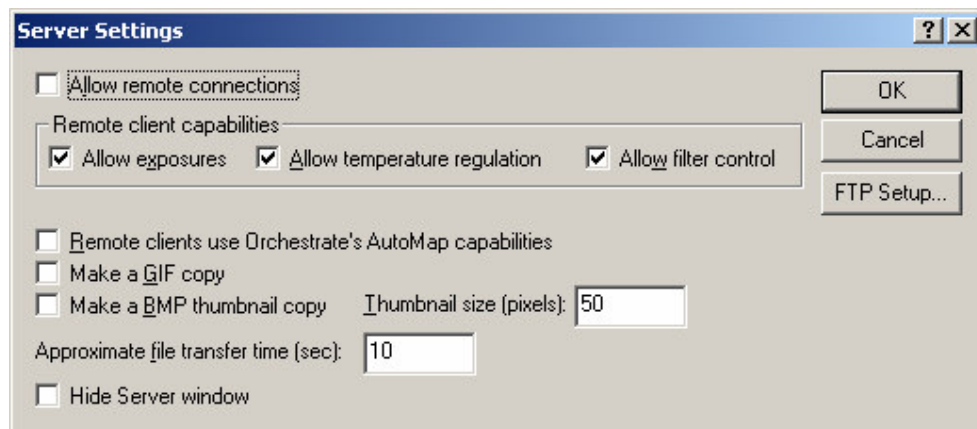 Server Settings
Allow remote connections
OK
Remote client capabilities
Allow exposures Allow temperature regulation Allow filter control
Cancel
FTP Setup...
Remote clients use Orchestrate's AutoMap capabilities
Make a GIF copy
Make a BMP thumbnail copy Thumbnail size (pixels): 50
Approximate file transfer time (sec): 10
Hide Server window